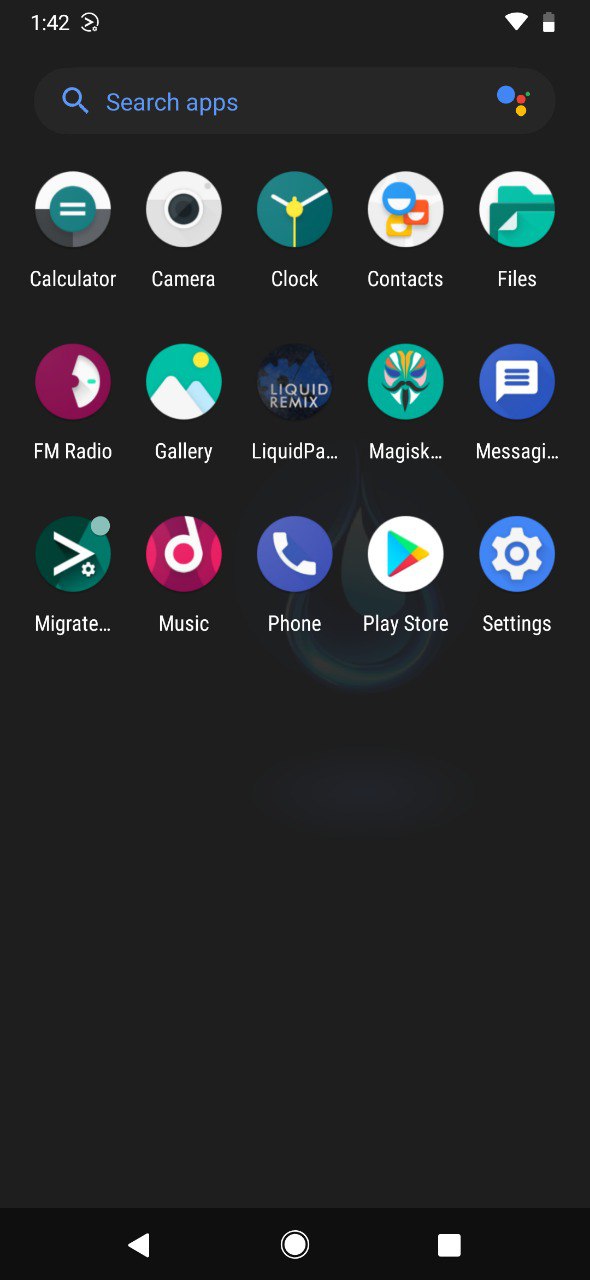 1:42
Search apps
Calculator
Camera
Clock
Contacts
Files
LIQUID
REMIX
FM Radio
Gallery
LiquidPa...
Magisk...
Messagi...
Migrate...
Music
Phone
Play Store
Settings